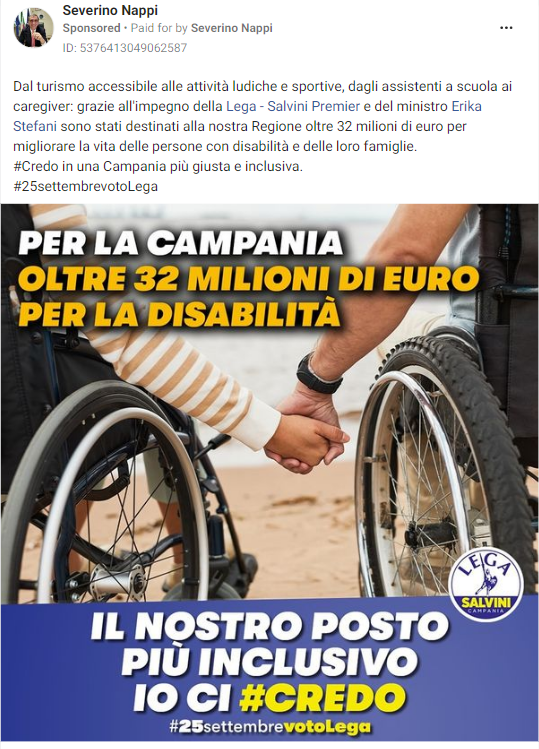 Severino Nappi
Sponsored • Paid for by Severino Nappi
ID: 5376413049062587
Dal turismo accessibile alle attività ludiche e sportive, dagli assistenti a scuola ai
caregiver: grazie all'impegno della Lega - Salvini Premier e del ministro Erika
Stefani sono stati destinati alla nostra Regione oltre 32 milioni di euro per
migliorare la vita delle persone con disabilità e delle loro famiglie.
#Credo in una Campania più giusta e inclusiva.
#25settembrevotoLega
PER LA CAMPANIA
OLTRE 32 MILIONI DI EURO
PER LA DISABILITÀ
LEGA
SALVINI
CAMPANIA
IL NOSTRO POSTO
PIÙ INCLUSIVO
IO CI #CREDO
#25settembrevotoLega